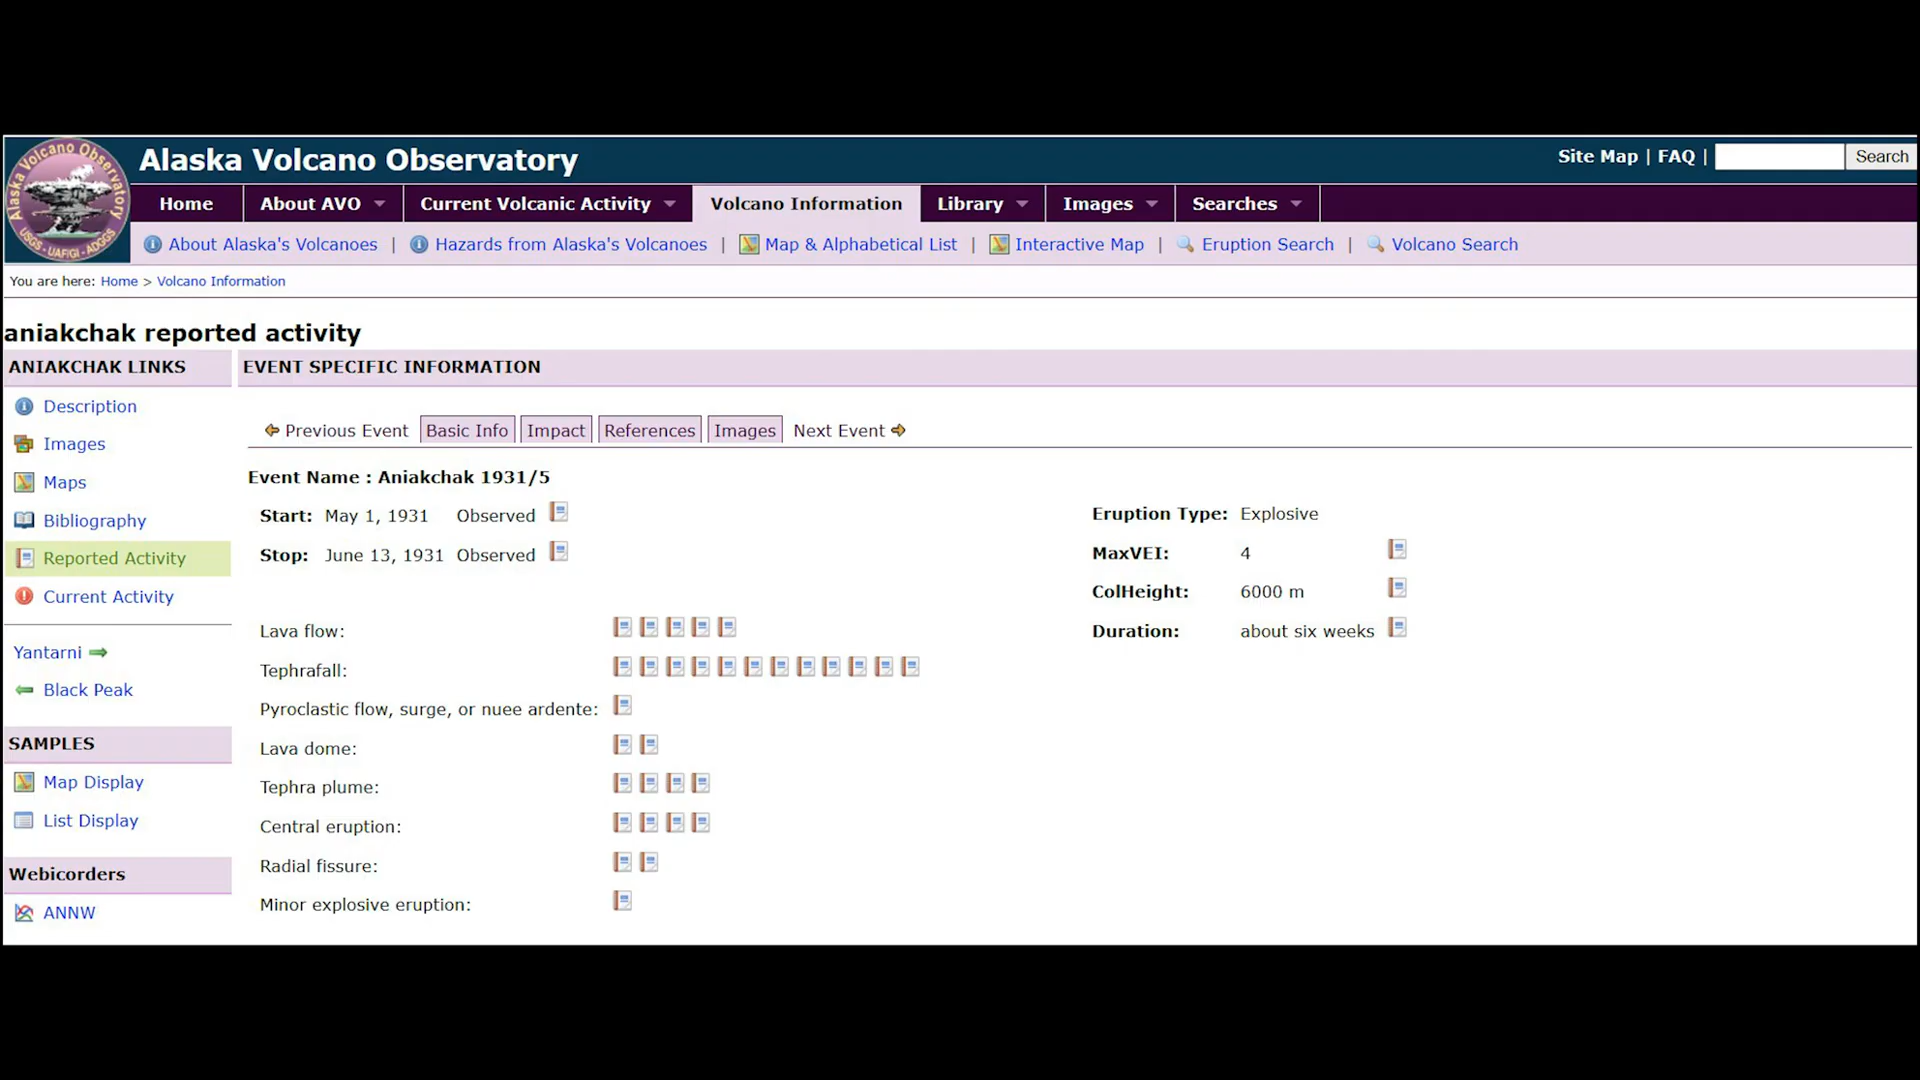 Alaska Volcano Observatory
USGS - UAFIGI - ADGGS
Alaska Volcano Observatory
Site Map | FAQ | Search
Home About AVO Current Volcanic Activity Volcano Information Library Images Searches
About Alaska's Volcanoes | Hazards from Alaska's Volcanoes | Map & Alphabetical List | Interactive Map | Eruption Search | Volcano Search
You are here: Home > Volcano Information
aniakchak reported activity
ANIAKCHAK LINKS
Description
Images
Maps
Bibliography
Reported Activity
Current Activity
Yantarni
Black Peak
SAMPLES
Map Display
List Display
Webicorders
ANNW
EVENT SPECIFIC INFORMATION
Previous Event Basic Info Impact References Images Next Event
Event Name : Aniakchak 1931/5
Start: May 1, 1931 Observed
Stop: June 13, 1931 Observed
Lava flow:
Tephrafall:
Pyroclastic flow, surge, or nuee ardente:
Lava dome:
Tephra plume:
Central eruption:
Radial fissure:
Minor explosive eruption:
Eruption Type: Explosive
MaxVEI: 4
ColHeight: 6000 m
Duration: about six weeks